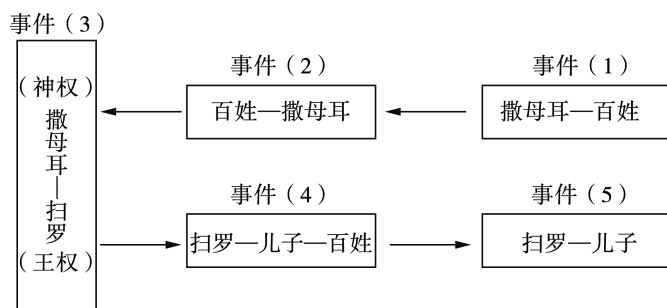 事件（3）
事件（2）
事件（1）
（神权）
撒母耳—扫罗
（王权）
百姓—撒母耳
撒母耳—百姓
事件（4）
事件（5）
扫罗—儿子—百姓
扫罗—儿子